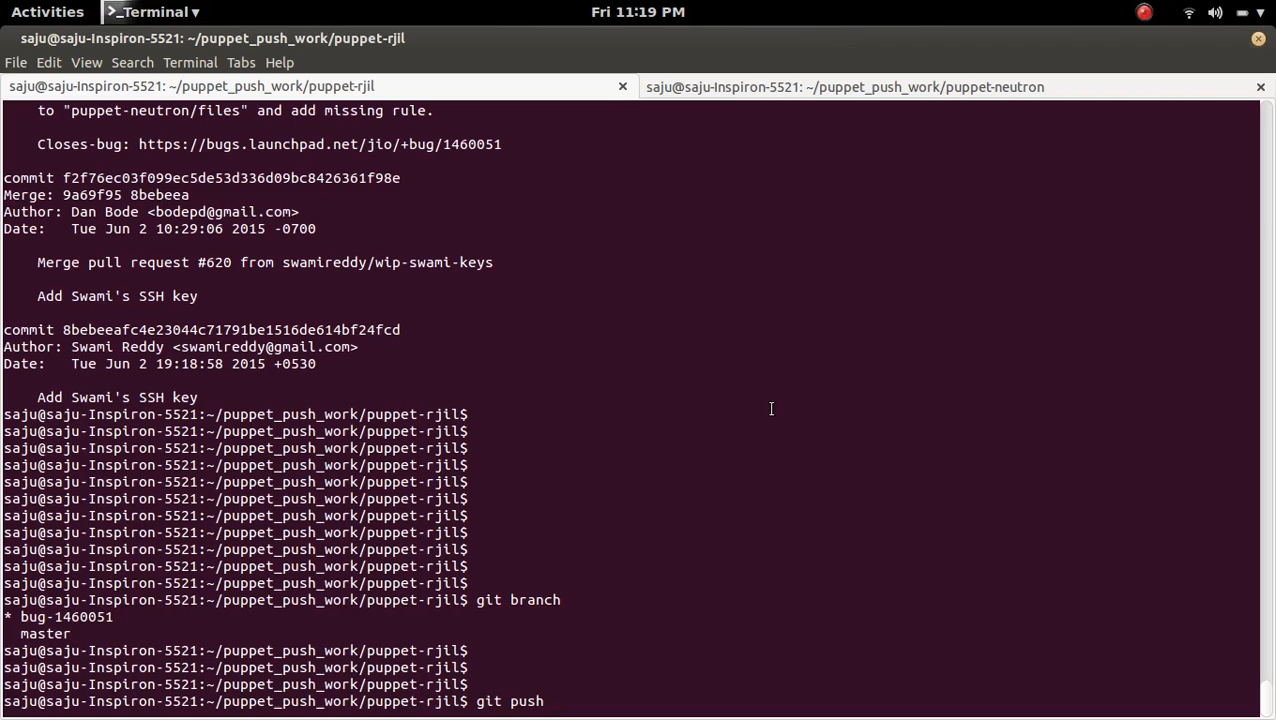 Activities
>_Terminal ▾
Fri 11:19 PM
saju@saju-Inspiron-5521: ~/puppet_push_work/puppet-rjil
File Edit View Search Terminal Tabs Help
saju@saju-Inspiron-5521: ~/puppet_push_work/puppet-rjil
saju@saju-Inspiron-5521: ~/puppet_push_work/puppet-neutron
to "puppet-neutron/files" and add missing rule.
Closes-bug: https://bugs.launchpad.net/jio/+bug/1460051
commit f2f76ec03f099ec5de53d336d09bc8426361f98e
Merge: 9a69f95 8bebeea
Author: Dan Bode <bodepd@gmail.com>
Date:   Tue Jun 2 10:29:06 2015 -0700
Merge pull request #620 from swamireddy/wip-swami-keys
Add Swami's SSH key
commit 8bebeeafc4e23044c71791be1516de614bf24fcd
Author: Swami Reddy <swamireddy@gmail.com>
Date:   Tue Jun 2 19:18:58 2015 +0530
Add Swami's SSH key
saju@saju-Inspiron-5521:~/puppet_push_work/puppet-rjil$
saju@saju-Inspiron-5521:~/puppet_push_work/puppet-rjil$
saju@saju-Inspiron-5521:~/puppet_push_work/puppet-rjil$
saju@saju-Inspiron-5521:~/puppet_push_work/puppet-rjil$
saju@saju-Inspiron-5521:~/puppet_push_work/puppet-rjil$
saju@saju-Inspiron-5521:~/puppet_push_work/puppet-rjil$
saju@saju-Inspiron-5521:~/puppet_push_work/puppet-rjil$
saju@saju-Inspiron-5521:~/puppet_push_work/puppet-rjil$
saju@saju-Inspiron-5521:~/puppet_push_work/puppet-rjil$
saju@saju-Inspiron-5521:~/puppet_push_work/puppet-rjil$
saju@saju-Inspiron-5521:~/puppet_push_work/puppet-rjil$
saju@saju-Inspiron-5521:~/puppet_push_work/puppet-rjil$ git branch
* bug-1460051
master
saju@saju-Inspiron-5521:~/puppet_push_work/puppet-rjil$
saju@saju-Inspiron-5521:~/puppet_push_work/puppet-rjil$
saju@saju-Inspiron-5521:~/puppet_push_work/puppet-rjil$
saju@saju-Inspiron-5521:~/puppet_push_work/puppet-rjil$ git push